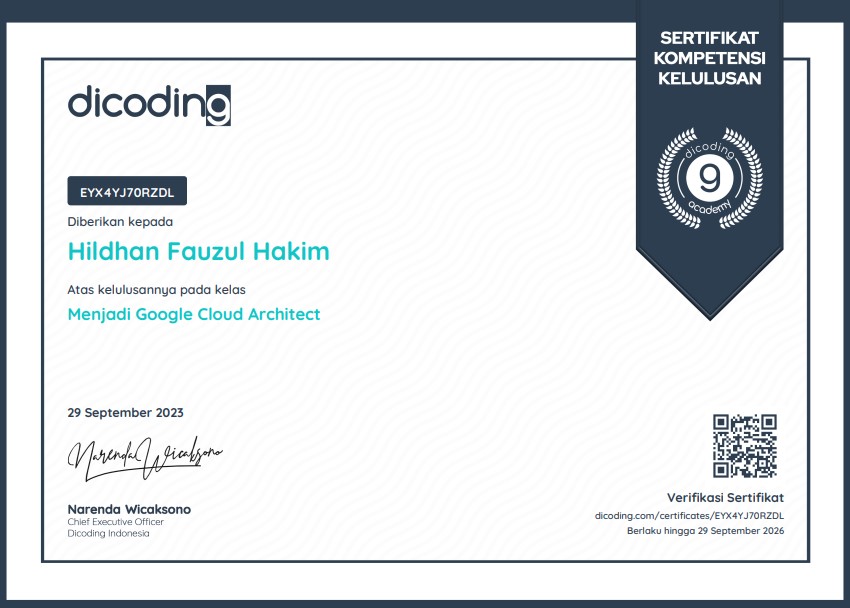 SERTIFIKAT
KOMPETENSI
KELULUSAN
dicoding
dicoding
g
academy
EYX4YJ70RZDL
Diberikan kepada
Hildhan Fauzul Hakim
Atas kelulusannya pada kelas
Menjadi Google Cloud Architect
29 September 2023
Narenda Wicaksono
Narenda Wicaksono
Chief Executive Officer
Dicoding Indonesia
Verifikasi Sertifikat
dicoding.com/certificates/EYX4YJ70RZDL
Berlaku hingga 29 September 2026